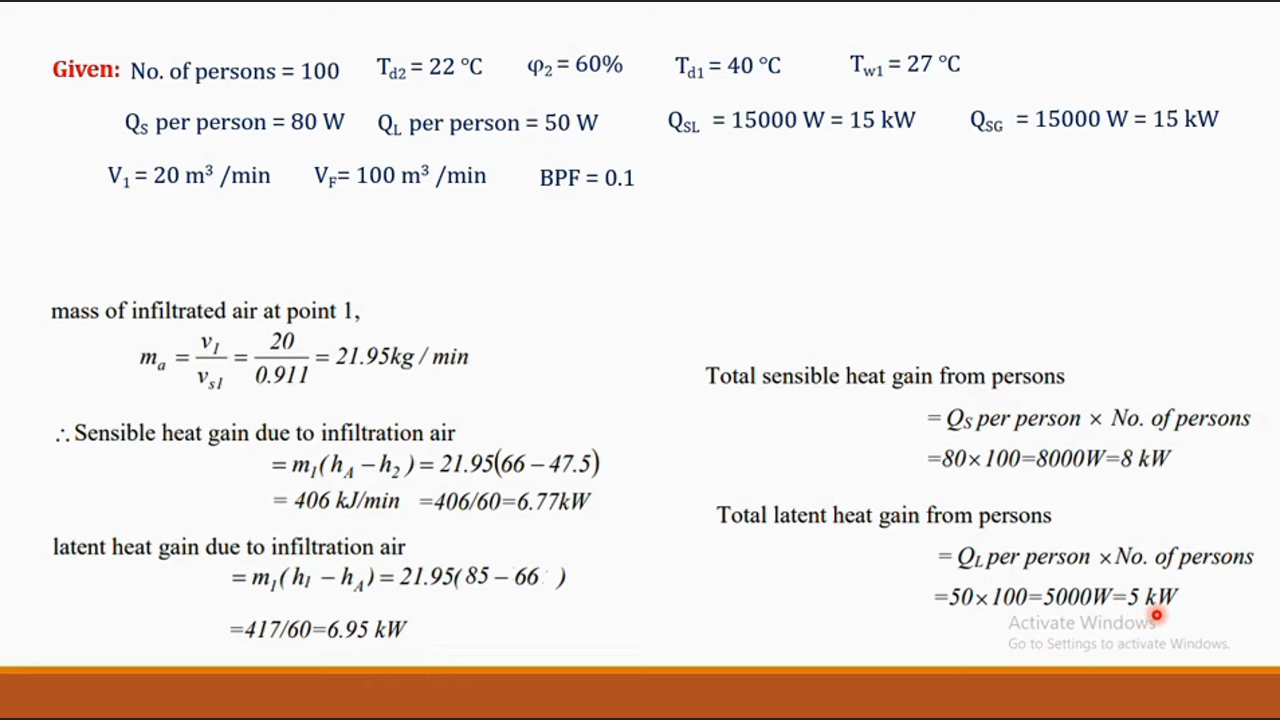 Given: No. of persons = 100 T_d2 = 22 °C φ_2 = 60% T_d1 = 40 °C T_w1 = 27 °C
Q_S per person = 80 W Q_L per person = 50 W Q_SL = 15000 W = 15 kW Q_SG = 15000 W = 15 kW
V_1 = 20 m³ /min V_F= 100 m³ /min BPF = 0.1
mass of infiltrated air at point 1,
m_a = v_1 / v_s1 = 20 / 0.911 = 21.95kg / min
∴ Sensible heat gain due to infiltration air
= m_1(h_A − h_2) = 21.95(66 − 47.5)
= 406 kJ/min =406/60=6.77kW
latent heat gain due to infiltration air
= m_1(h_1 − h_A) = 21.95(85 − 66 )
=417/60=6.95 kW
Total sensible heat gain from persons
= Q_S per person × No. of persons
=80×100=8000W=8 kW
Total latent heat gain from persons
= Q_L per person ×No. of persons
=50×100=5000W=5 kW
Activate Windows
Go to Settings to activate Windows.